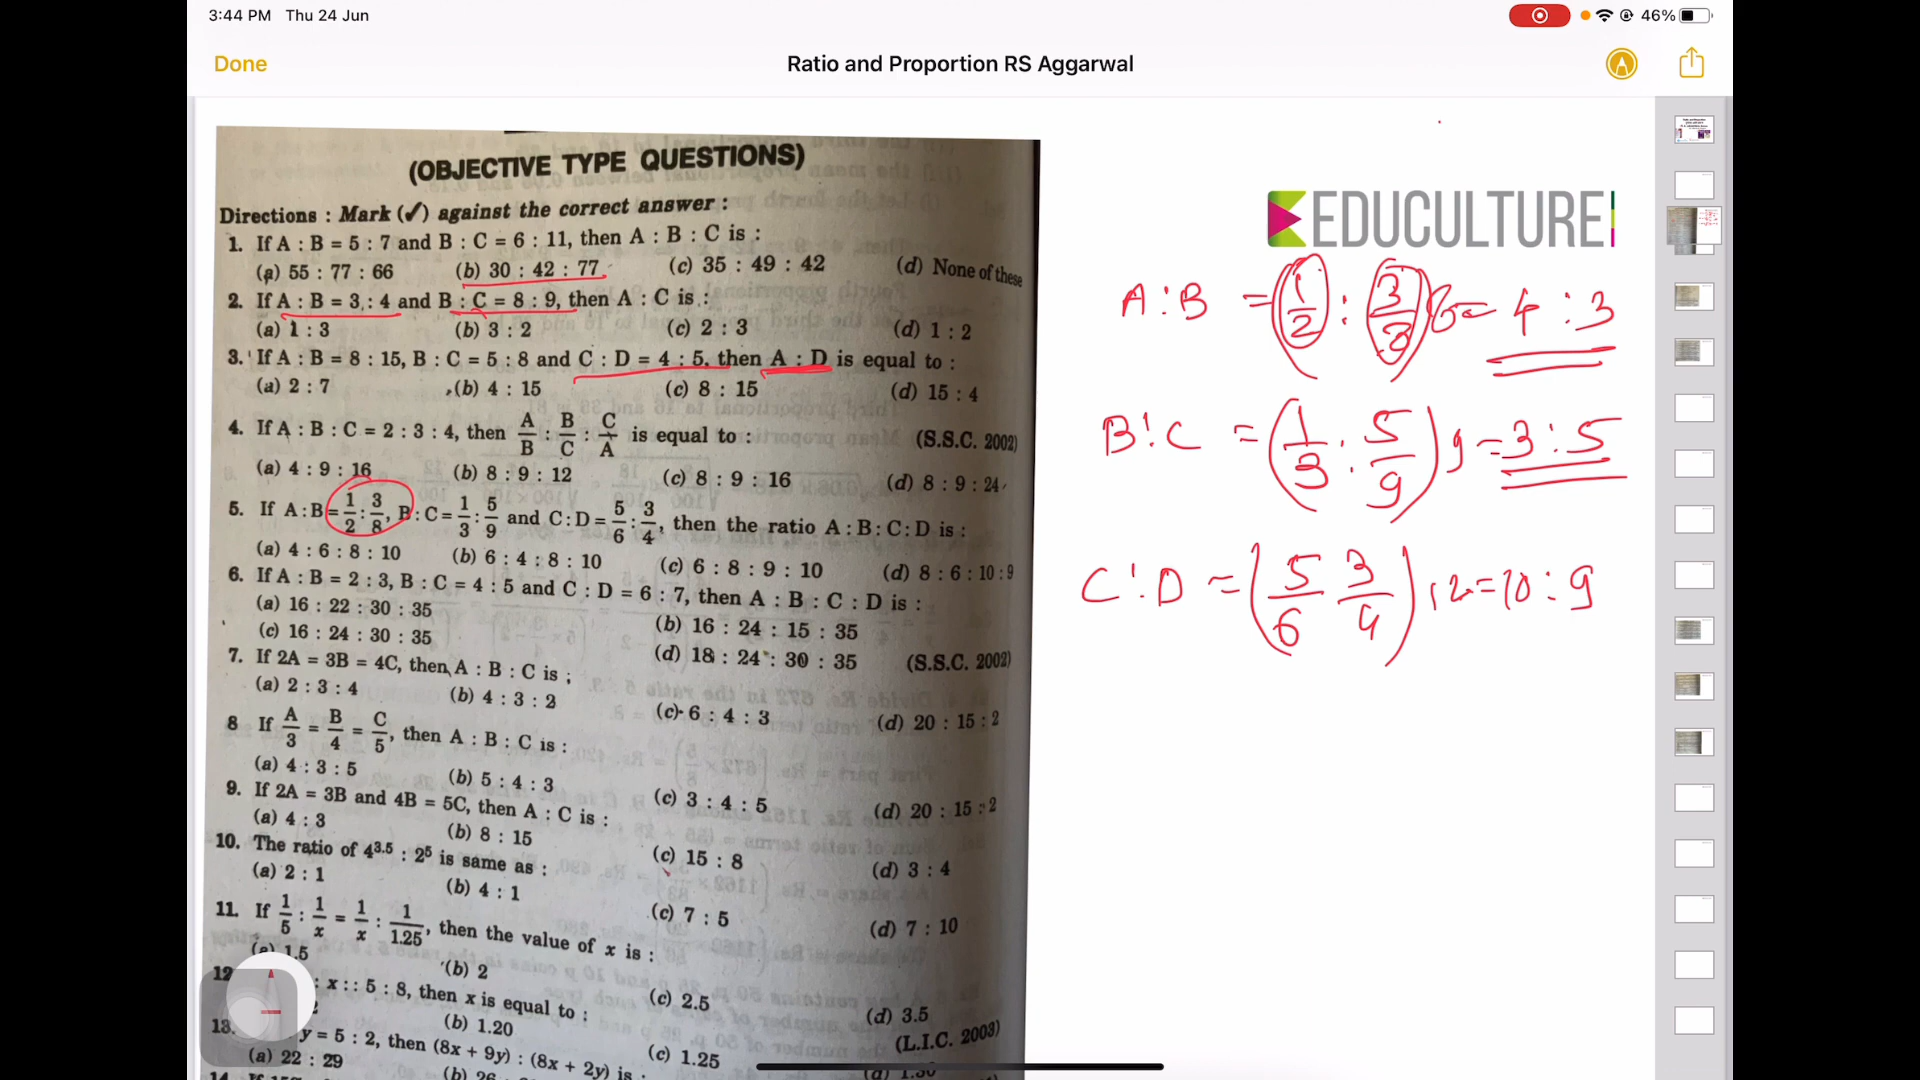 3:44 PM Thu 24 Jun
46%
Done
Ratio and Proportion RS Aggarwal
(OBJECTIVE TYPE QUESTIONS)
Directions : Mark (✓) against the correct answer :
1. If A : B = 5 : 7 and B : C = 6 : 11, then A : B : C is :
(a) 55 : 77 : 66 (b) 30 : 42 : 77 (c) 35 : 49 : 42 (d) None of these
2. If A : B = 3 : 4 and B : C = 8 : 9, then A : C is :
(a) 1 : 3 (b) 3 : 2 (c) 2 : 3 (d) 1 : 2
3. If A : B = 8 : 15, B : C = 5 : 8 and C : D = 4 : 5, then A : D is equal to :
(a) 2 : 7 (b) 4 : 15 (c) 8 : 15 (d) 15 : 4
4. If A : B : C = 2 : 3 : 4, then A/B : B/C : C/A is equal to : (S.S.C. 2002)
(a) 4 : 9 : 16 (b) 8 : 9 : 12 (c) 8 : 9 : 16 (d) 8 : 9 : 24
5. If A : B = 1/2 : 3/8, B : C = 1/3 : 5/9 and C : D = 5/6 : 3/4, then the ratio A : B : C : D is :
(a) 4 : 6 : 8 : 10 (b) 6 : 4 : 8 : 10 (c) 6 : 8 : 9 : 10 (d) 8 : 6 : 10 : 9
6. If A : B = 2 : 3, B : C = 4 : 5 and C : D = 6 : 7, then A : B : C : D is :
(a) 16 : 22 : 30 : 35 (b) 16 : 24 : 15 : 35
(c) 16 : 24 : 30 : 35 (d) 18 : 24 : 30 : 35 (S.S.C. 2002)
7. If 2A = 3B = 4C, then A : B : C is ;
(a) 2 : 3 : 4 (b) 4 : 3 : 2 (c) 6 : 4 : 3 (d) 20 : 15 : 2
8 If A/3 = B/4 = C/5, then A : B : C is :
(a) 4 : 3 : 5 (b) 5 : 4 : 3 (c) 3 : 4 : 5 (d) 20 : 15 : 2
9. If 2A = 3B and 4B = 5C, then A : C is :
(a) 4 : 3 (b) 8 : 15 (c) 15 : 8 (d) 3 : 4
10. The ratio of 4^3.5 : 2^5 is same as :
(a) 2 : 1 (b) 4 : 1 (c) 7 : 5 (d) 7 : 10
11. If 1/5 : 1/x = 1/x : 1/1.25, then the value of x is :
(a) 1.5 (b) 2 (c) 2.5 (d) 3.5
12 : x : : 5 : 8, then x is equal to : (L.I.C. 2003)
(b) 1.20 (c) 1.25
13. y = 5 : 2, then (8x + 9y) : (8x + 2y) is :
(a) 22 : 29
EDUCULTURE
A : B = 1/2 : 3/8 = 4 : 3
B : C = (1/3 : 5/9) 9 = 3 : 5
C : D = (5/6 3/4) 12 = 10 : 9